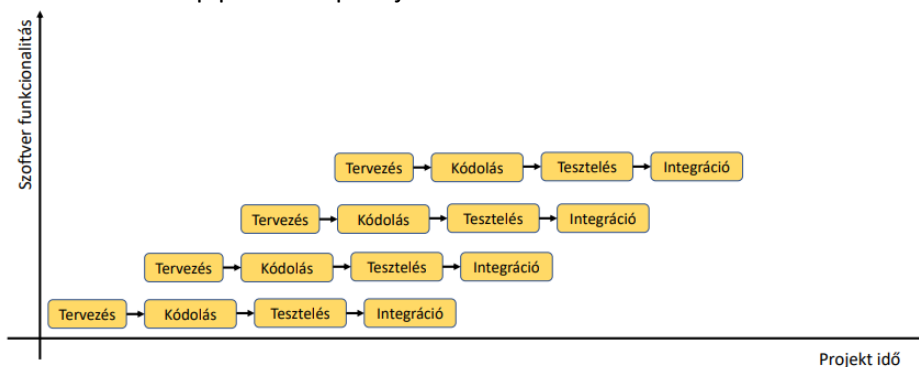 Szoftver funkcionalitás
Tervezés Kódolás Tesztelés Integráció
Tervezés Kódolás Tesztelés Integráció
Tervezés Kódolás Tesztelés Integráció
Tervezés Kódolás Tesztelés Integráció
Projekt idő